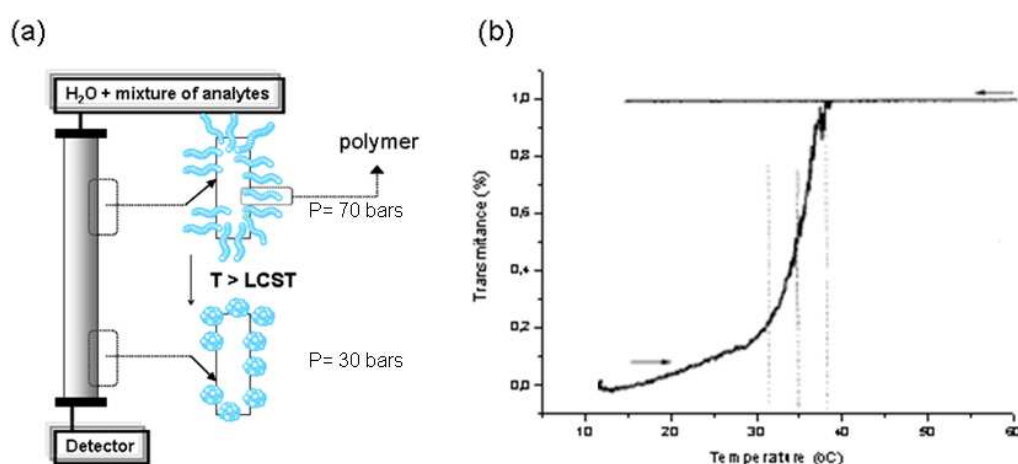 (a)
H₂O + mixture of analytes
polymer
P= 70 bars
T > LCST
P= 30 bars
Detector
(b)
Transmitance (%)
1,0
0,8
0,6
0,4
0,2
0,0
10 20 30 40 50 60
Temperature (oC)